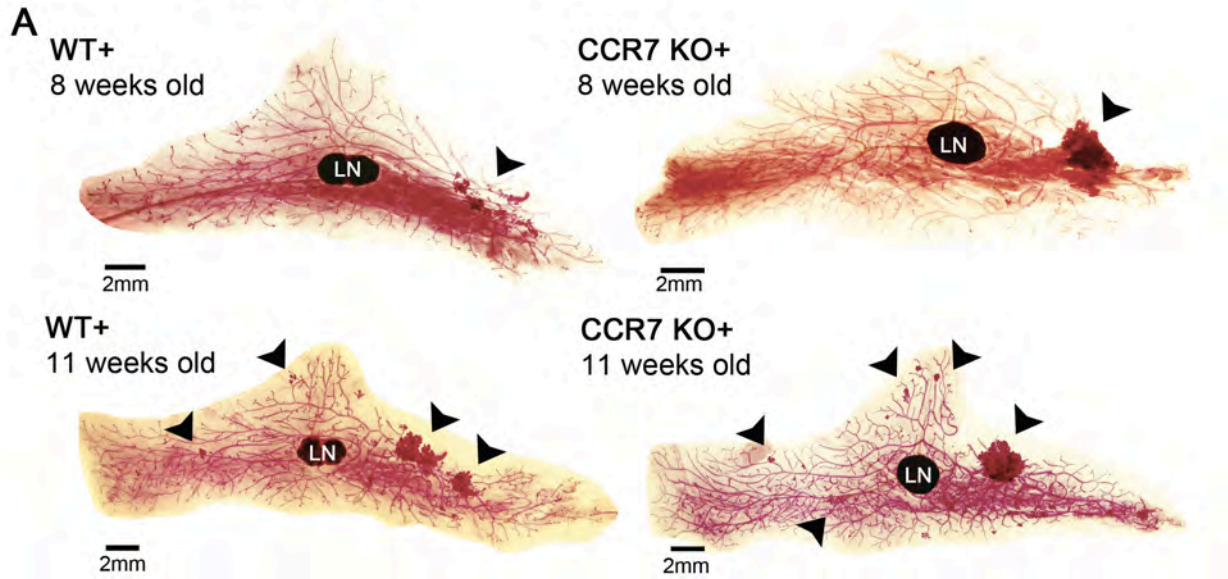 A
WT+
8 weeks old
LN
2mm
CCR7 KO+
8 weeks old
LN
2mm
WT+
11 weeks old
LN
2mm
CCR7 KO+
11 weeks old
LN
2mm